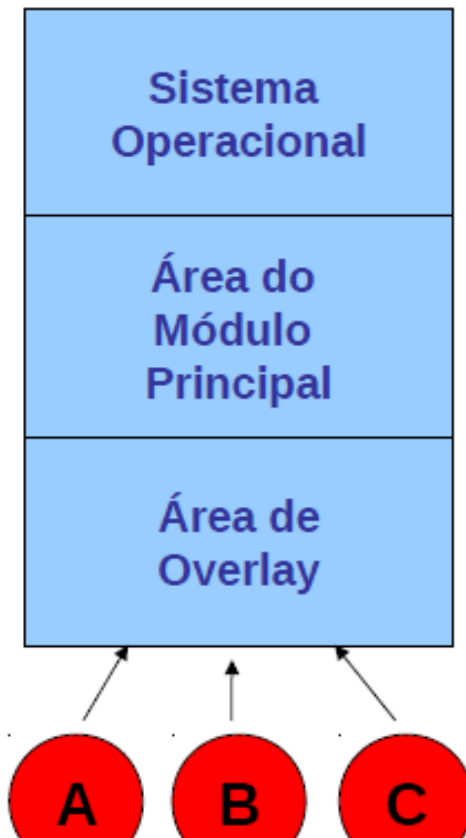 Sistema
Operacional
Área do
Módulo
Principal
Área de
Overlay
A
B
C